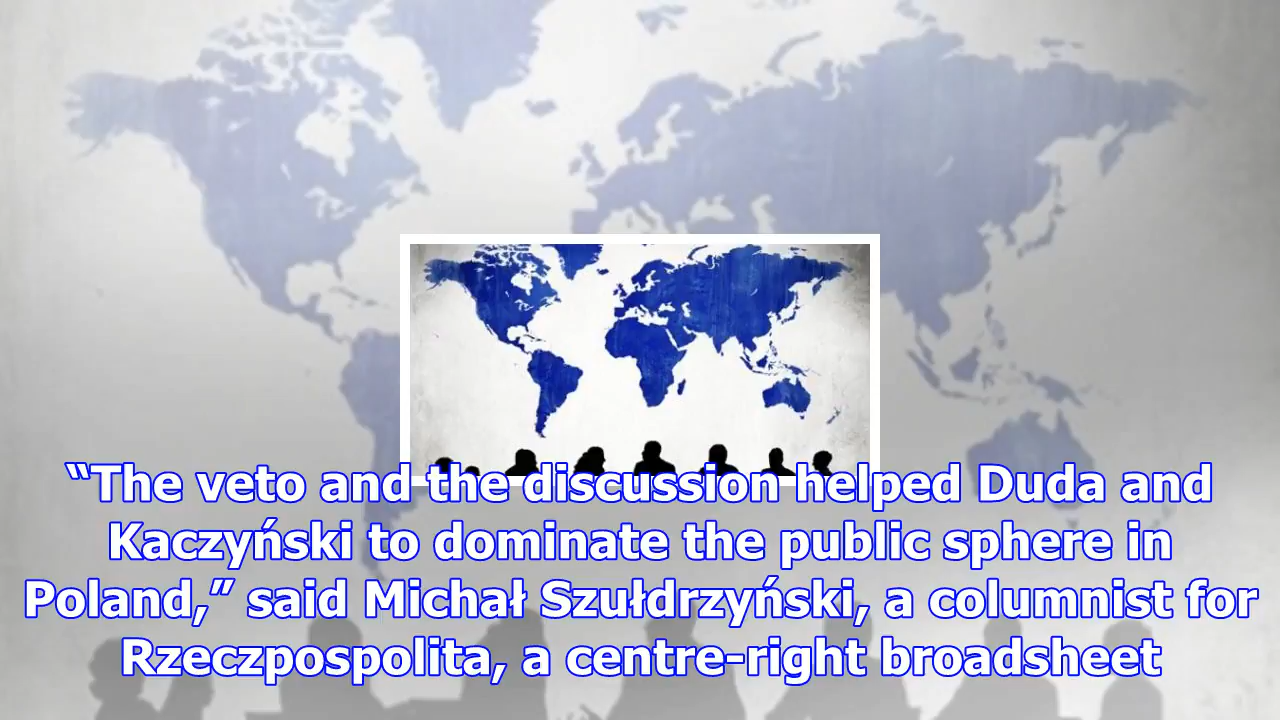 “The veto and the discussion helped Duda and
Kaczyński to dominate the public sphere in
Poland,” said Michał Szułdrzyński, a columnist for
Rzeczpospolita, a centre-right broadsheet